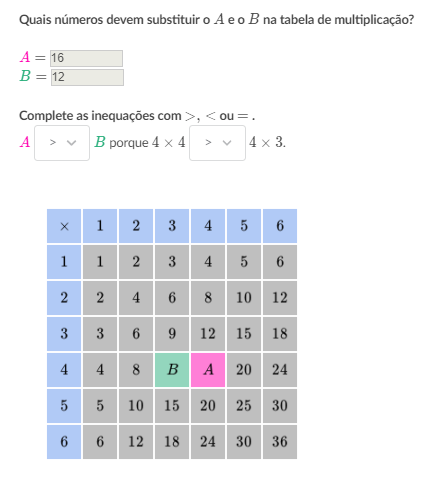 Quais números devem substituir o A e o B na tabela de multiplicação?
A = 16
B = 12
Complete as inequações com >, < ou = .
A > B porque 4 × 4 > 4 × 3.
× 1 2 3 4 5 6
1 1 2 3 4 5 6
2 2 4 6 8 10 12
3 3 6 9 12 15 18
4 4 8 B A 20 24
5 5 10 15 20 25 30
6 6 12 18 24 30 36